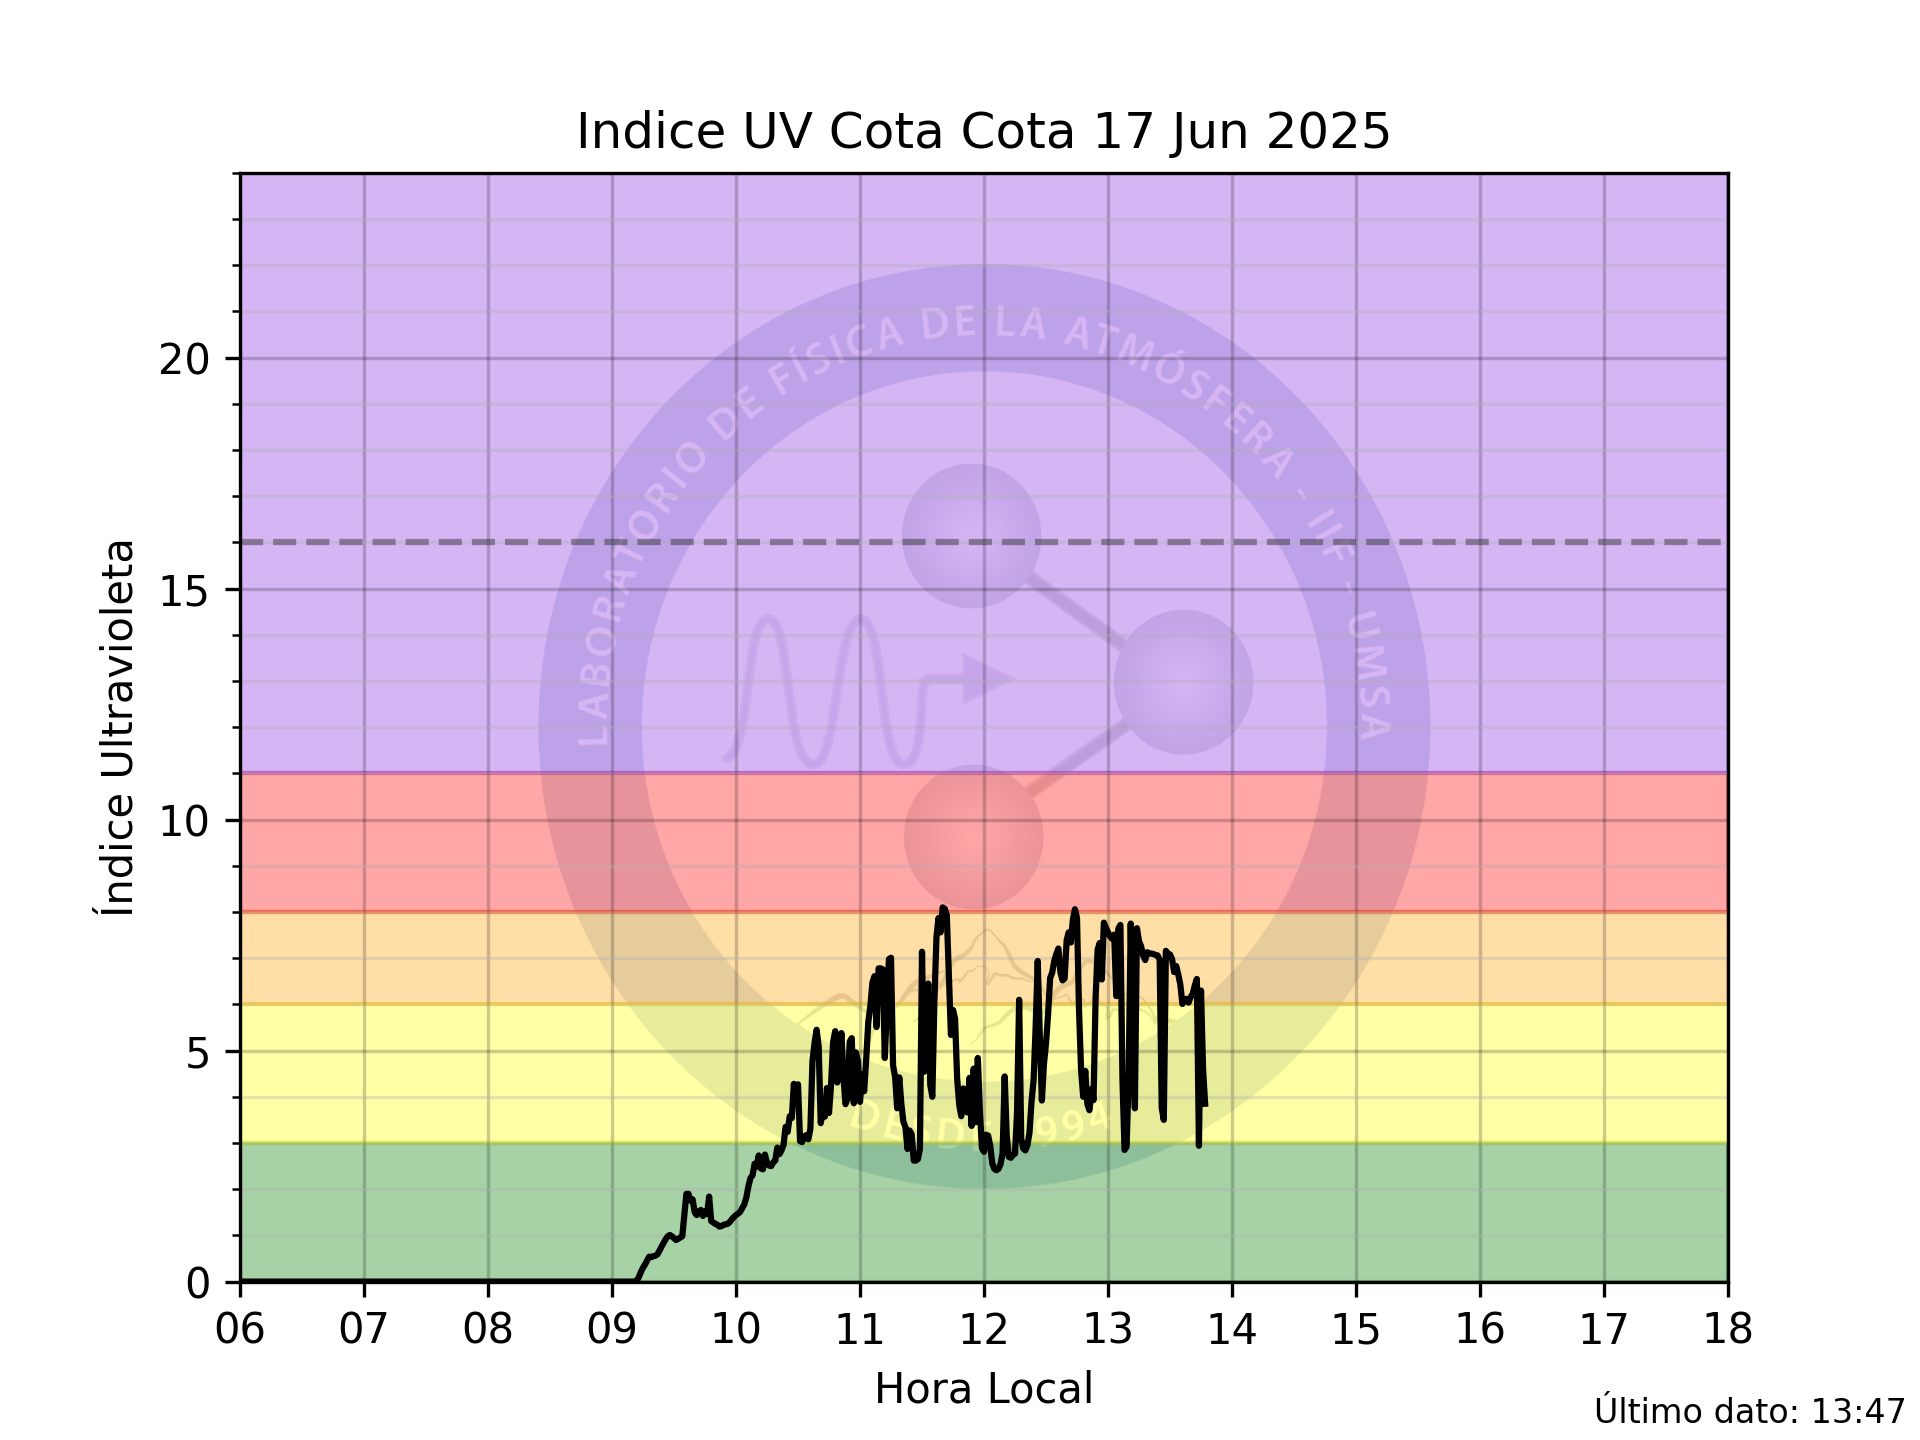 Indice UV Cota Cota 17 Jun 2025
Índice Ultravioleta
20
15
10
5
0
LABORATORIO DE FÍSICA DE LA ATMÓSFERA - IIF - UMSA
DESDE 1994
06 07 08 09 10 11 12 13 14 15 16 17 18
Hora Local
Último dato: 13:47